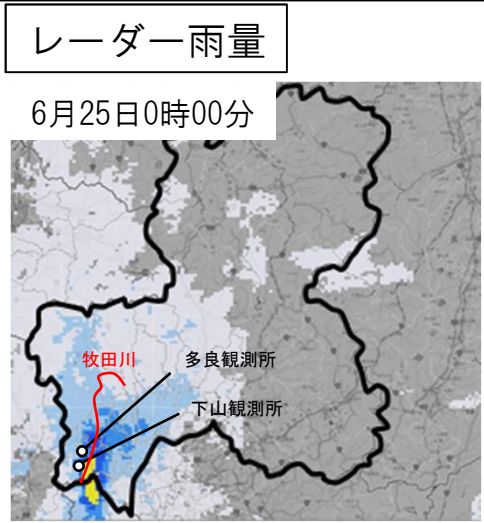 レーダー雨量
6月25日0時00分
牧田川
多良観測所
下山観測所